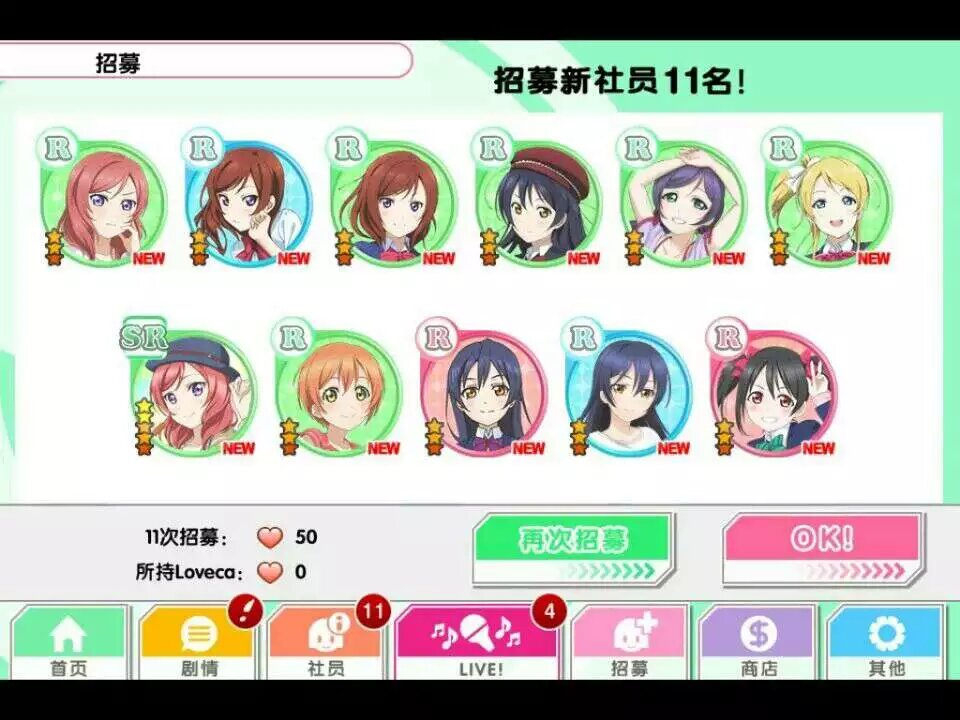 招募
招募新社员11名!
R R R R R R
NEW NEW NEW NEW NEW NEW
SR R R R R
NEW NEW NEW NEW NEW
11次招募: 50
所持Loveca: 0
再次招募
OK!
11 4
首页 剧情 社员 LIVE! 招募 商店 其他